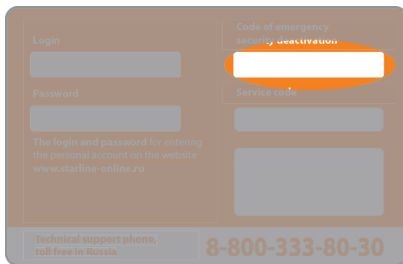 Login
Code of emergency
security deactivation
Password
Service code
The login and password for entering
the personal account on the website
www.starline-online.ru
Technical support phone,
toll free in Russia
8-800-333-80-30